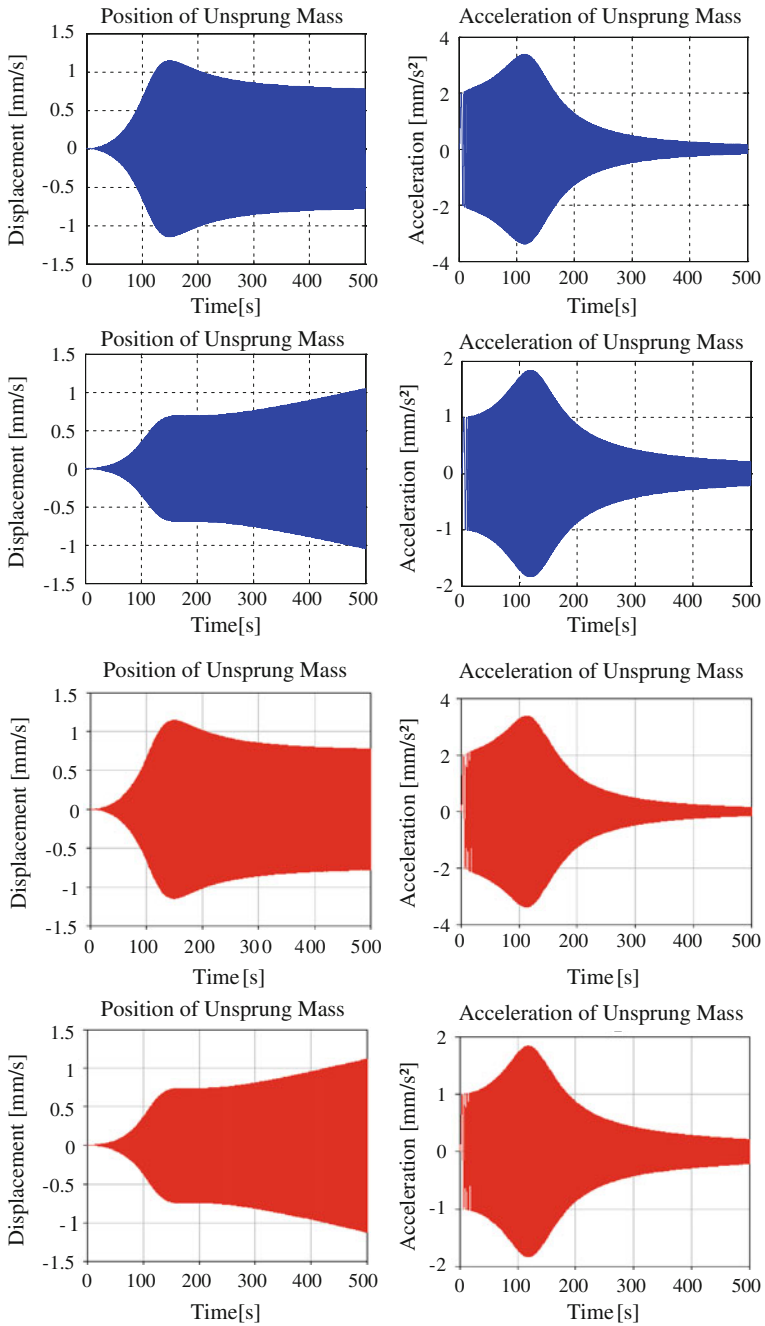 Position of Unsprung Mass
Displacement [mm/s]
1.5
1
0.5
0
-0.5
-1
-1.5
0 100 200 300 400 500
Time[s]
Acceleration of Unsprung Mass
Acceleration [mm/s²]
4
2
0
-2
-4
0 100 200 300 400 500
Time[s]
Position of Unsprung Mass
Displacement [mm/s]
1.5
1
0.5
0
-0.5
-1
-1.5
0 100 200 300 400 500
Time[s]
Acceleration of Unsprung Mass
Acceleration [mm/s²]
2
1
0
-1
-2
0 100 200 300 400 500
Time[s]
Position of Unsprung Mass
Displacement [mm/s]
1.5
1
0.5
0
-0.5
-1
-1.5
0 100 200 300 400 500
Time[s]
Acceleration of Unsprung Mass
Acceleration [mm/s²]
4
2
0
-2
-4
0 100 200 300 400 500
Time[s]
Position of Unsprung Mass
Displacement [mm/s]
1.5
1
0.5
0
-0.5
-1
-1.5
0 100 200 300 400 500
Time[s]
Acceleration of Unsprung Mass
Acceleration [mm/s²]
2
1
0
-1
-2
0 100 200 300 400 500
Time[s]